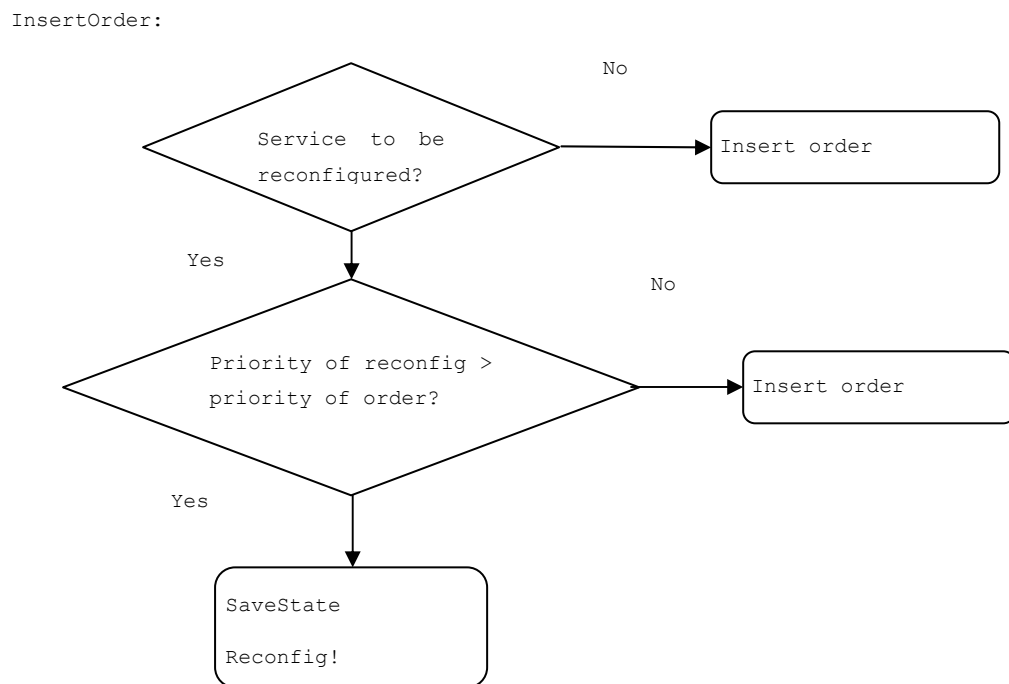 InsertOrder:
No
Service to be
reconfigured?
Insert order
Yes
No
Priority of reconfig >
priority of order?
Insert order
Yes
SaveState
Reconfig!